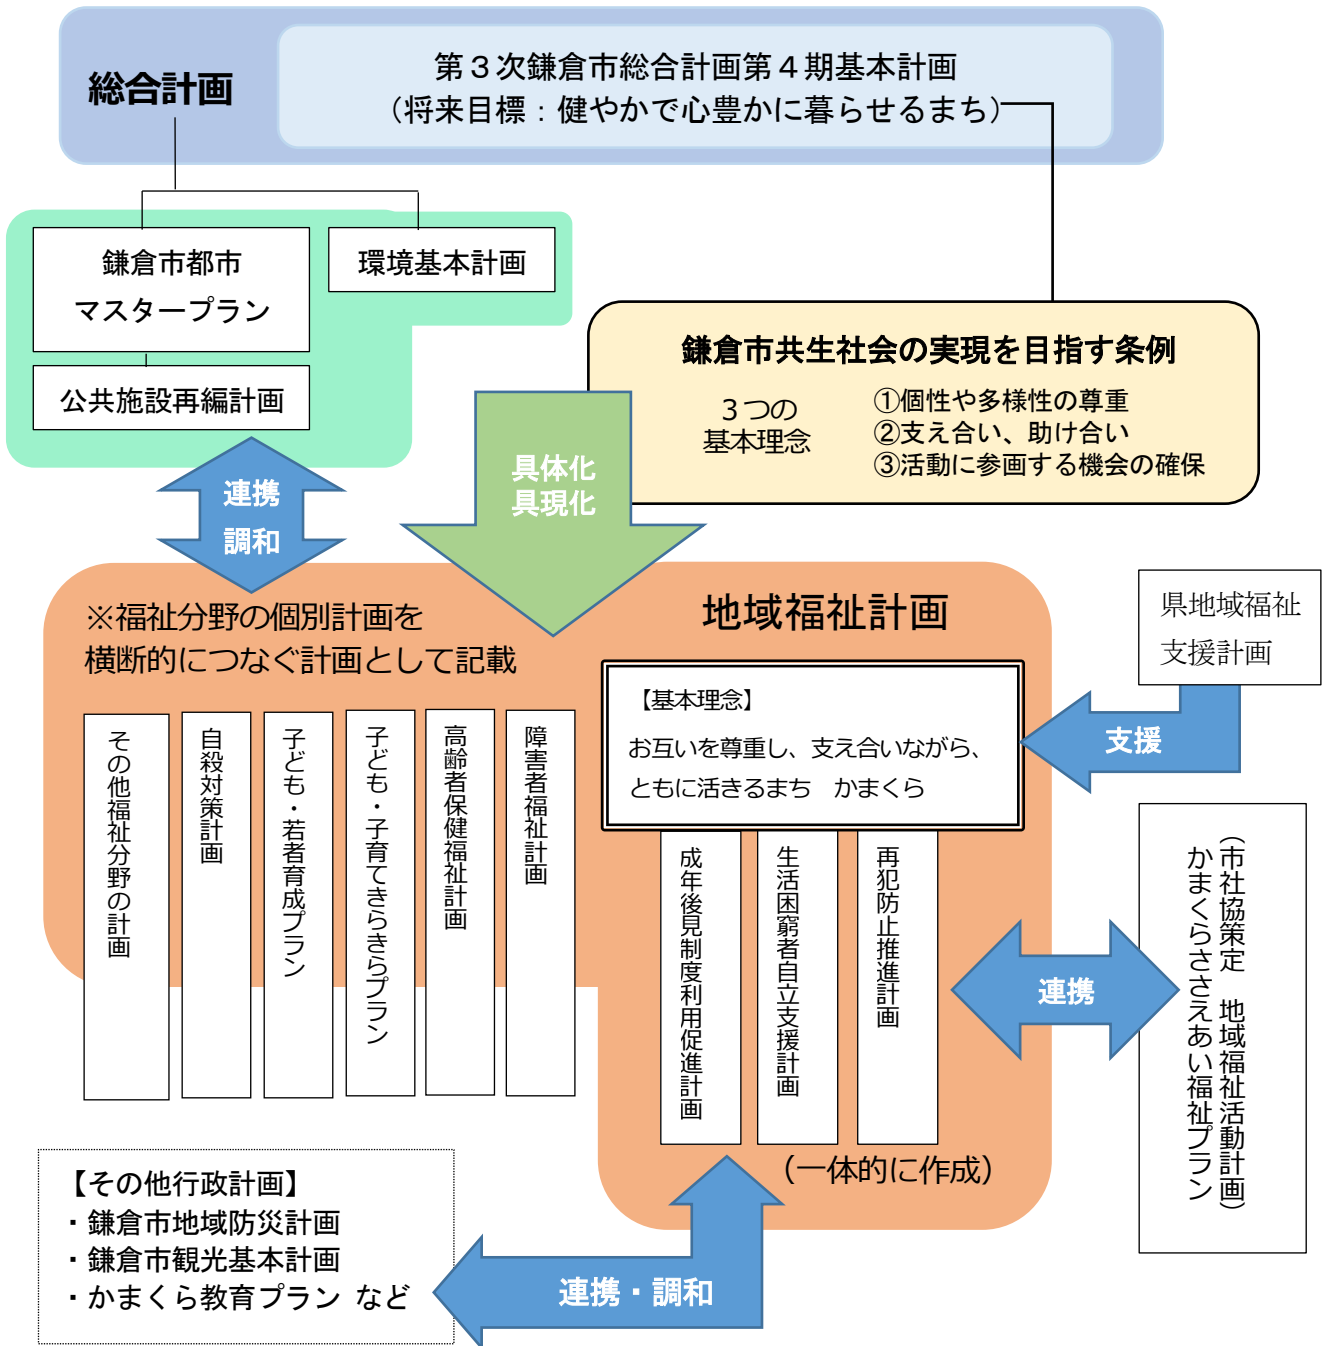 総合計画
第３次鎌倉市総合計画第４期基本計画
（将来目標：健やかで心豊かに暮らせるまち）
鎌倉市都市
マスタープラン
環境基本計画
公共施設再編計画
鎌倉市共生社会の実現を目指す条例
３つの
基本理念
①個性や多様性の尊重
②支え合い、助け合い
③活動に参画する機会の確保
具体化
具現化
連携
調和
※福祉分野の個別計画を
横断的につなぐ計画として記載
地域福祉計画
県地域福祉
支援計画
【基本理念】
お互いを尊重し、支え合いながら、
ともに活きるまち　かまくら
支援
その他福祉分野の計画
自殺対策計画
子ども・若者育成プラン
子ども・子育てきらきらプラン
高齢者保健福祉計画
障害者福祉計画
成年後見制度利用促進計画
生活困窮者自立支援計画
再犯防止推進計画
（一体的に作成）
連携
（市社協策定　地域福祉活動計画）
かまくらささえあい福祉プラン
【その他行政計画】
・鎌倉市地域防災計画
・鎌倉市観光基本計画
・かまくら教育プラン など
連携・調和